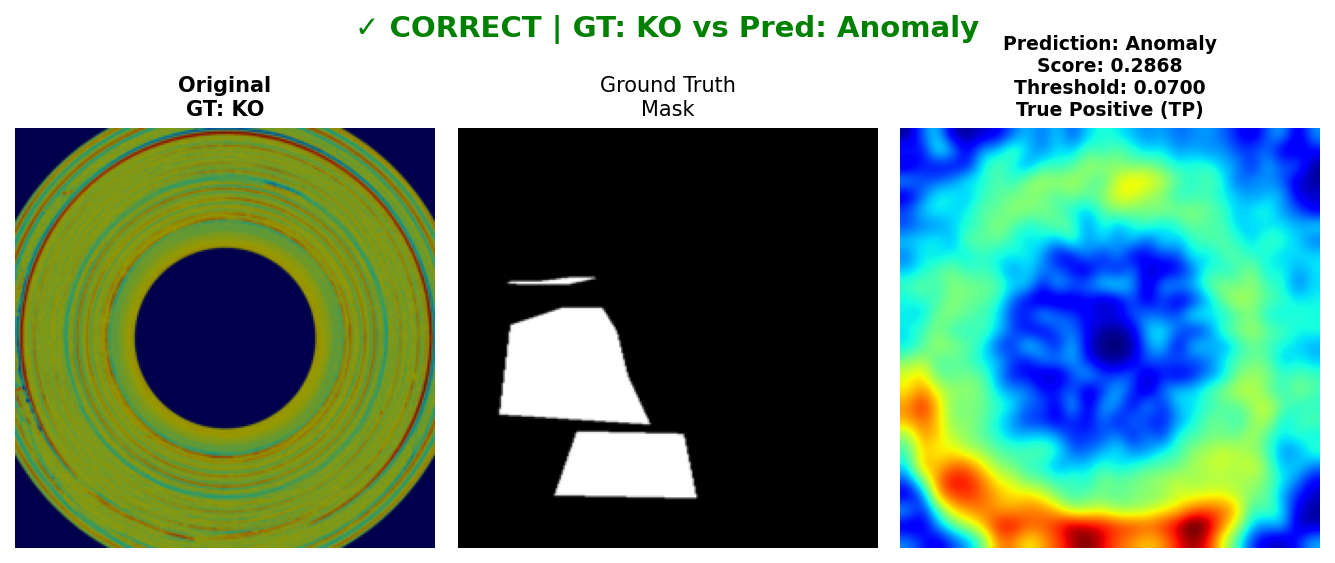 ✓ CORRECT | GT: KO vs Pred: Anomaly
Original
GT: KO
Ground Truth
Mask
Prediction: Anomaly
Score: 0.2868
Threshold: 0.0700
True Positive (TP)